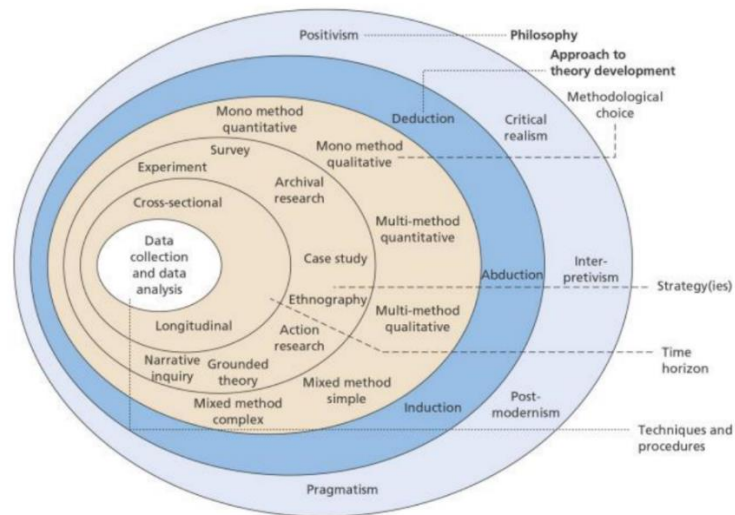 Positivism
Philosophy
Approach to
theory development
Methodological
choice
Mono method
quantitative
Deduction
Critical
realism
Survey
Mono method
qualitative
Experiment
Archival
research
Cross-sectional
Multi-method
quantitative
Data
collection
and data
analysis
Case study
Abduction
Inter-
pretivism
Strategy(ies)
Ethnography
Multi-method
qualitative
Longitudinal
Action
research
Time
horizon
Narrative
inquiry
Grounded
theory
Mixed method
simple
Mixed method
complex
Induction
Post-
modernism
Techniques and
procedures
Pragmatism